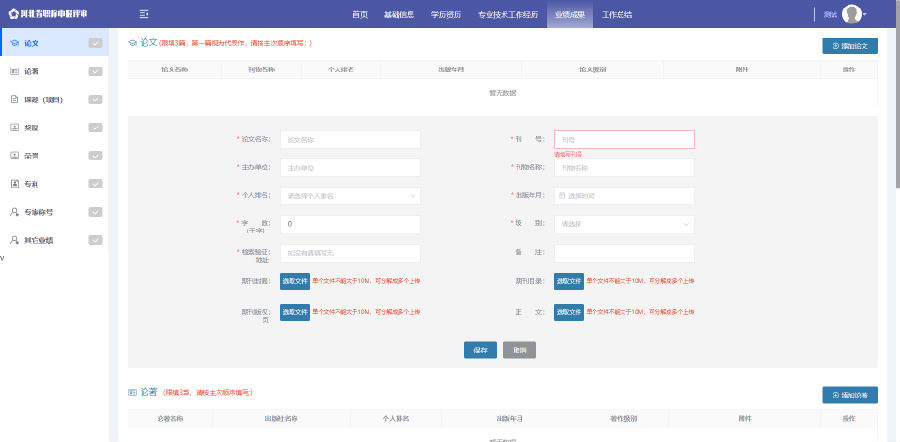 河北省职称申报评审
首页 基础信息 学历资历 专业技术工作经历 业绩成果 工作总结
测试
论文
论著
课题（项目）
奖励
荣誉
专利
专家称号
其它业绩
v
论文(限填3篇，第一篇视为代表作，请按主次顺序填写；)
添加论文
论文名称 刊物名称 个人排名 出版年月 论文级别 附件 操作
暂无数据
* 论文名称： 论文名称 * 刊 号： 刊号
请填写刊号
* 主办单位： 主办单位 * 刊物名称： 刊物名称
* 个人排名： 请选择个人排名 * 出版年月： 选择时间
* 字 数： 0 * 级 别： 请选择
(千字)
* 检索验证： 如没有请填写无 备 注：
地址
期刊封面： 选取文件 单个文件不能大于10M，可分解成多个上传 期刊目录： 选取文件 单个文件不能大于10M，可分解成多个上传
期刊版权： 选取文件 单个文件不能大于10M，可分解成多个上传 正 文： 选取文件 单个文件不能大于10M，可分解成多个上传
页
保存 取消
论著 (限填3部，请按主次顺序填写;)
添加论著
论著名称 出版社名称 个人排名 出版年月 著作级别 附件 操作
暂无数据